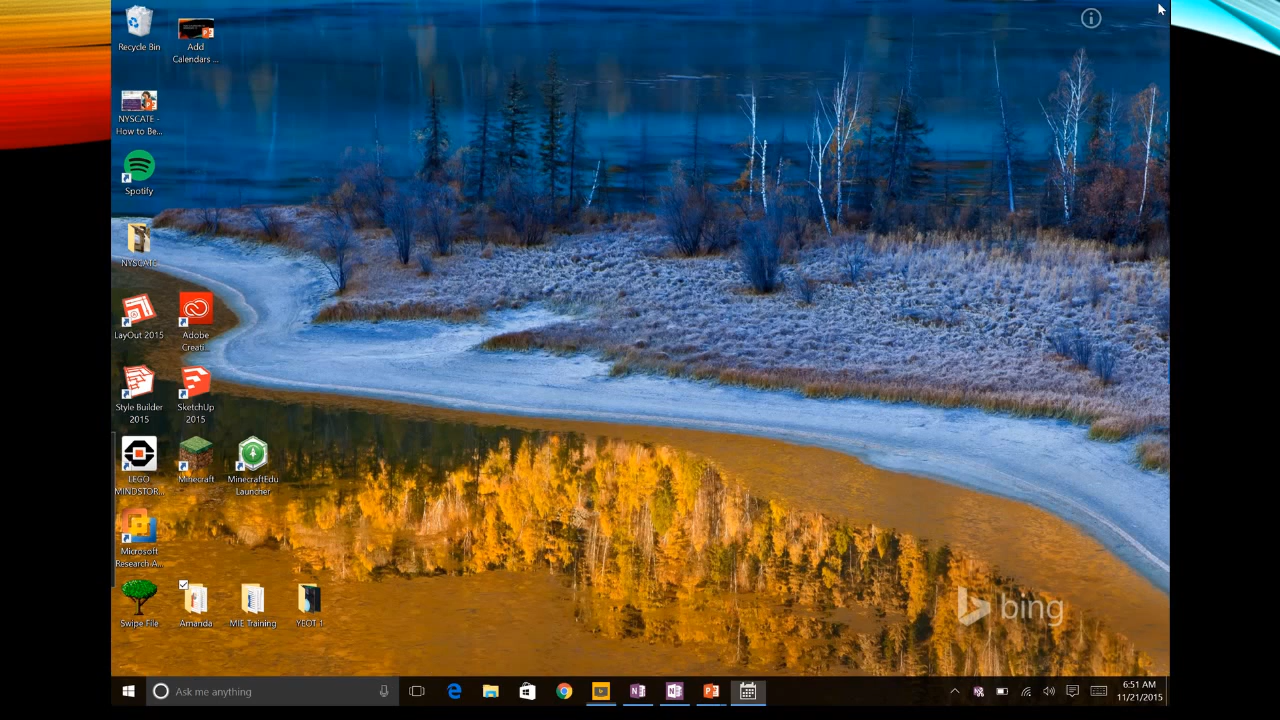 Recycle Bin
Add
Calendars ...
NYSCATE -
How to Be...
Spotify
NYSCATE
LayOut 2015
Adobe
Creati...
Style Builder
2015
SketchUp
2015
LEGO
MINDSTOR...
Minecraft
MinecraftEdu
Launcher
Microsoft
Research A...
Swipe File
Amanda
MIE Training
YEOT 1
bing
Ask me anything
6:51 AM
11/21/2015